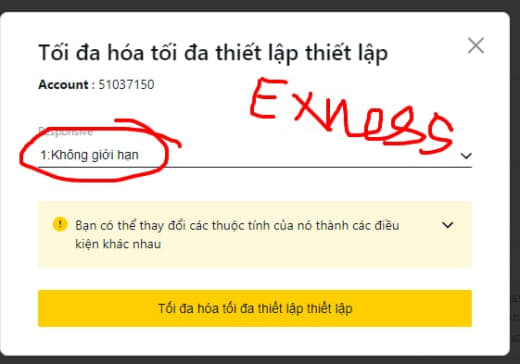 Tối đa hóa tối đa thiết lập thiết lập
Account : 51037150
Exness
Responsive
1:Không giới hạn
Bạn có thể thay đổi các thuộc tính của nó thành các điều
kiện khác nhau
Tối đa hóa tối đa thiết lập thiết lập